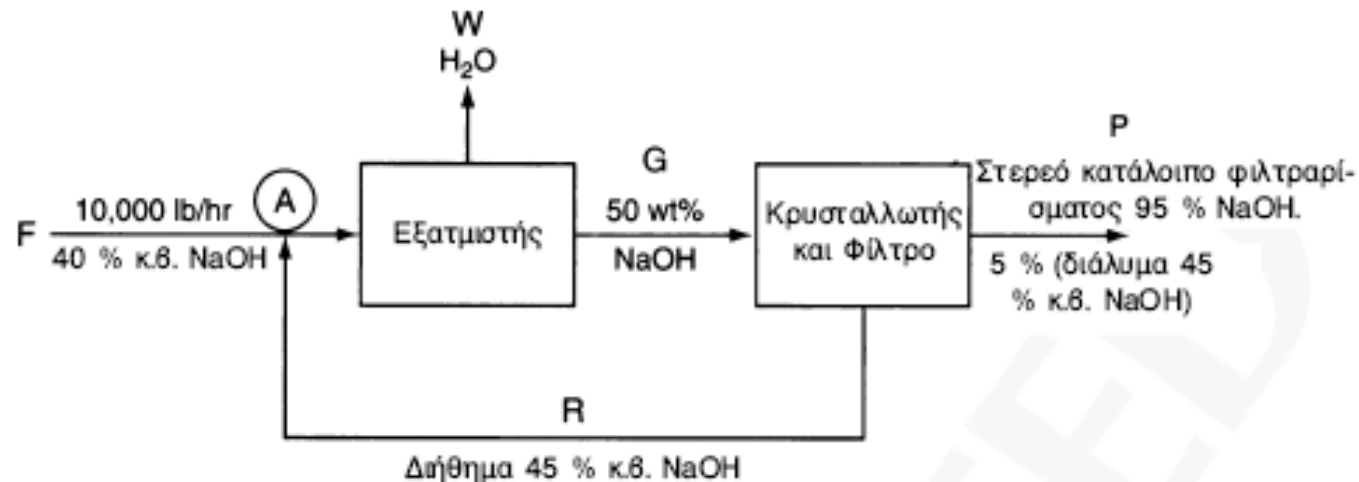 W
H₂O
P
G
Στερεό κατάλοιπο φιλτραρί-
σματος 95 % NaOH.
F
10,000 lb/hr
A
40 % κ.β. NaOH
Εξατμιστής
50 wt%
NaOH
Κρυσταλλωτής
και Φίλτρο
5 % (διάλυμα 45
% κ.β. NaOH)
R
Διήθημα 45 % κ.β. NaOH